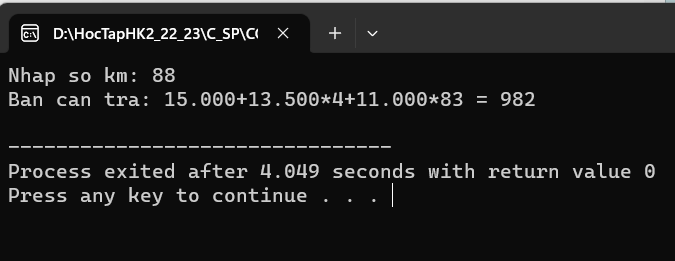 D:\HocTapHK2_22_23\C_SP\CC
Nhap so km: 88
Ban can tra: 15.000+13.500*4+11.000*83 = 982
--------------------------------
Process exited after 4.049 seconds with return value 0
Press any key to continue . . .